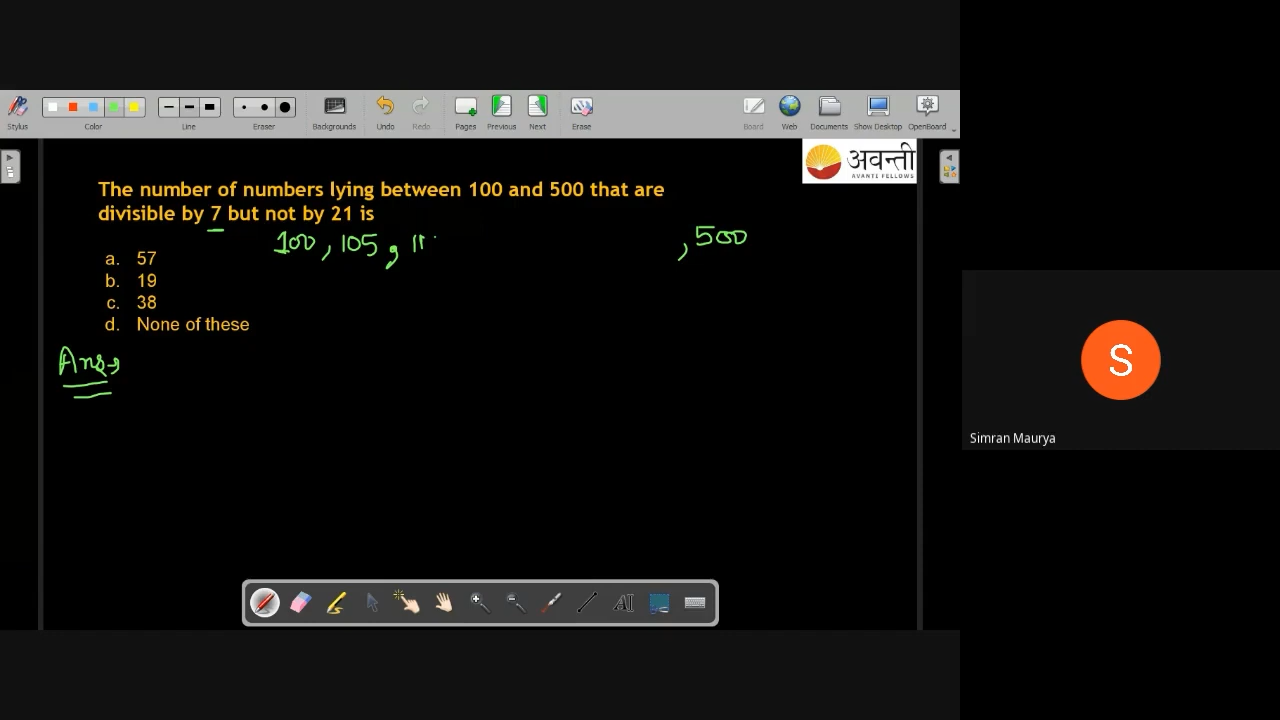 Stylus Color Line Eraser Backgrounds Undo Redo Pages Previous Next Erase Board Web Documents Show Desktop OpenBoard
अवन्ती
AVANTI FELLOWS
The number of numbers lying between 100 and 500 that are
divisible by 7 but not by 21 is
100, 105, 11 , 500
a. 57
b. 19
c. 38
d. None of these
Ans
S
Simran Maurya
AI